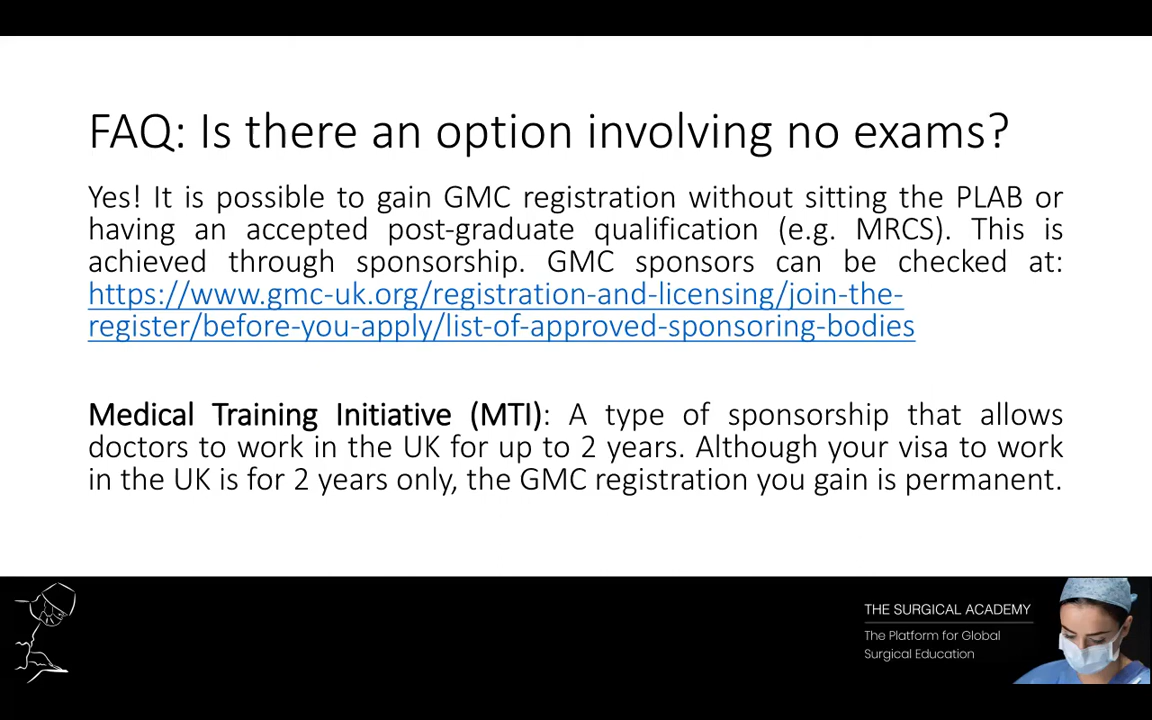 FAQ: Is there an option involving no exams?
Yes! It is possible to gain GMC registration without sitting the PLAB or
having an accepted post-graduate qualification (e.g. MRCS). This is
achieved through sponsorship. GMC sponsors can be checked at:
https://www.gmc-uk.org/registration-and-licensing/join-the-
register/before-you-apply/list-of-approved-sponsoring-bodies
Medical Training Initiative (MTI): A type of sponsorship that allows
doctors to work in the UK for up to 2 years. Although your visa to work
in the UK is for 2 years only, the GMC registration you gain is permanent.
THE SURGICAL ACADEMY
The Platform for Global
Surgical Education